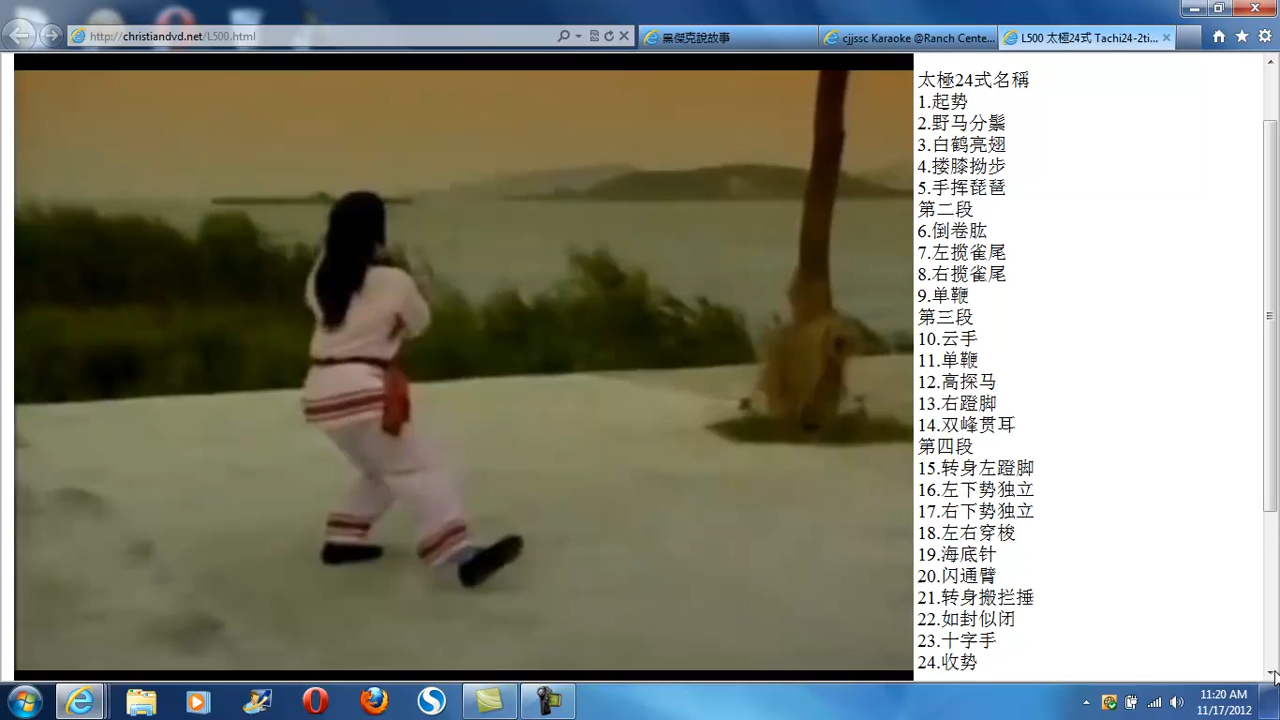 http://christiandvd.net/L500.html
黑傑克說故事
cjjssc Karaoke @Ranch Cente...
L500 太極24式 Tachi24-2ti...
太極24式名稱
1.起势
2.野马分鬃
3.白鹤亮翅
4.搂膝拗步
5.手挥琵琶
第二段
6.倒卷肱
7.左揽雀尾
8.右揽雀尾
9.单鞭
第三段
10.云手
11.单鞭
12.高探马
13.右蹬脚
14.双峰贯耳
第四段
15.转身左蹬脚
16.左下势独立
17.右下势独立
18.左右穿梭
19.海底针
20.闪通臂
21.转身搬拦捶
22.如封似闭
23.十字手
24.收势
11:20 AM
11/17/2012